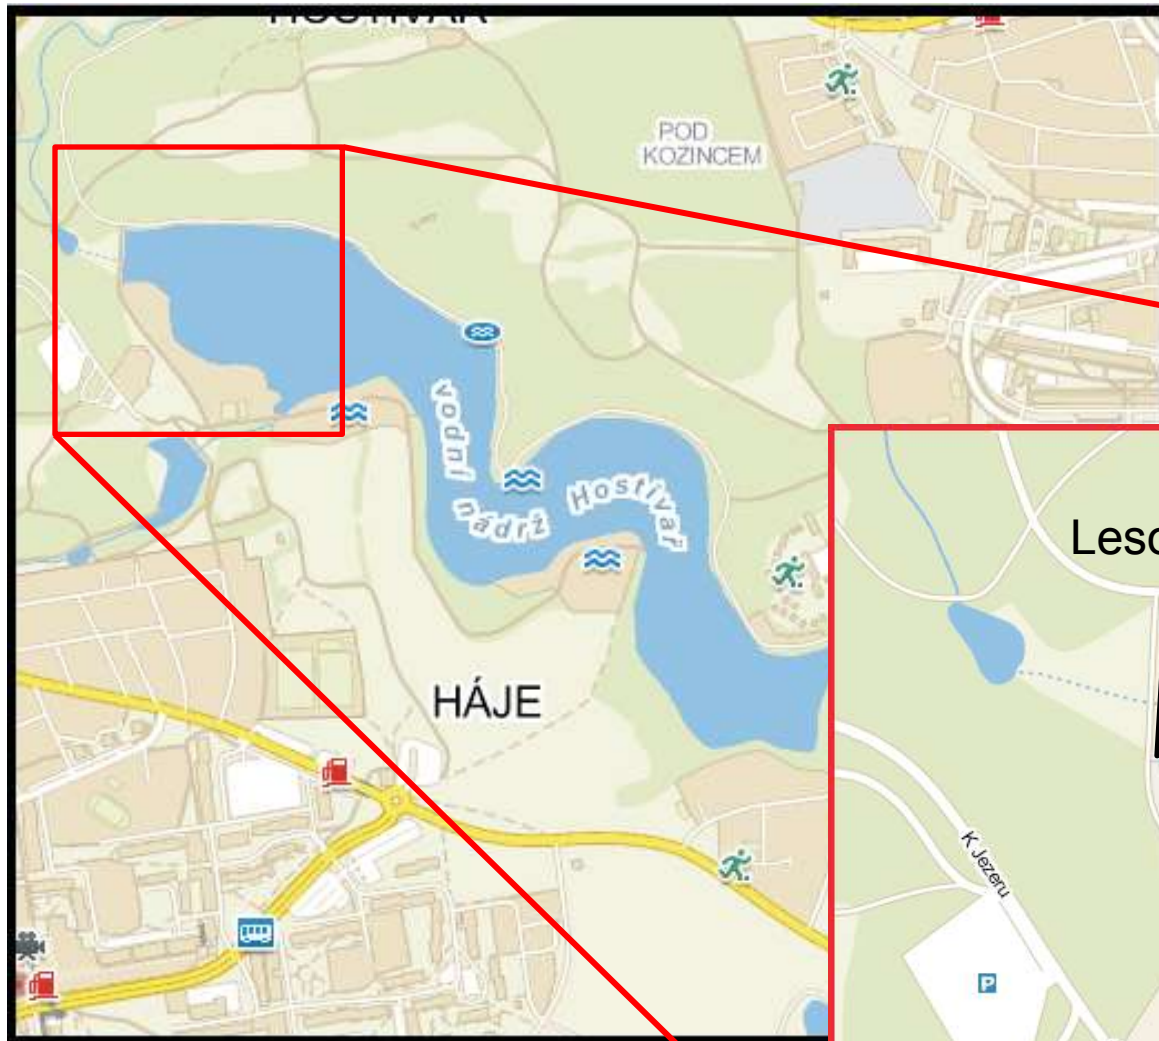 POD
KOZINCEM
vodní nádrž Hostivař
HÁJE
K Jezeru
P